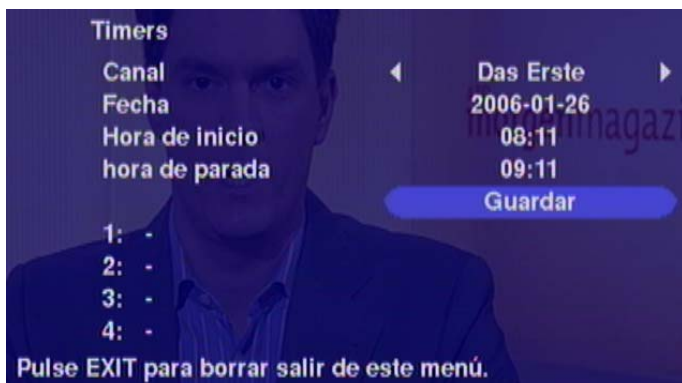 Timers
Canal Das Erste
Fecha 2006-01-26
Hora de inicio 08:11
hora de parada 09:11
Guardar
1: -
2: -
3: -
4: -
Pulse EXIT para borrar salir de este menú.